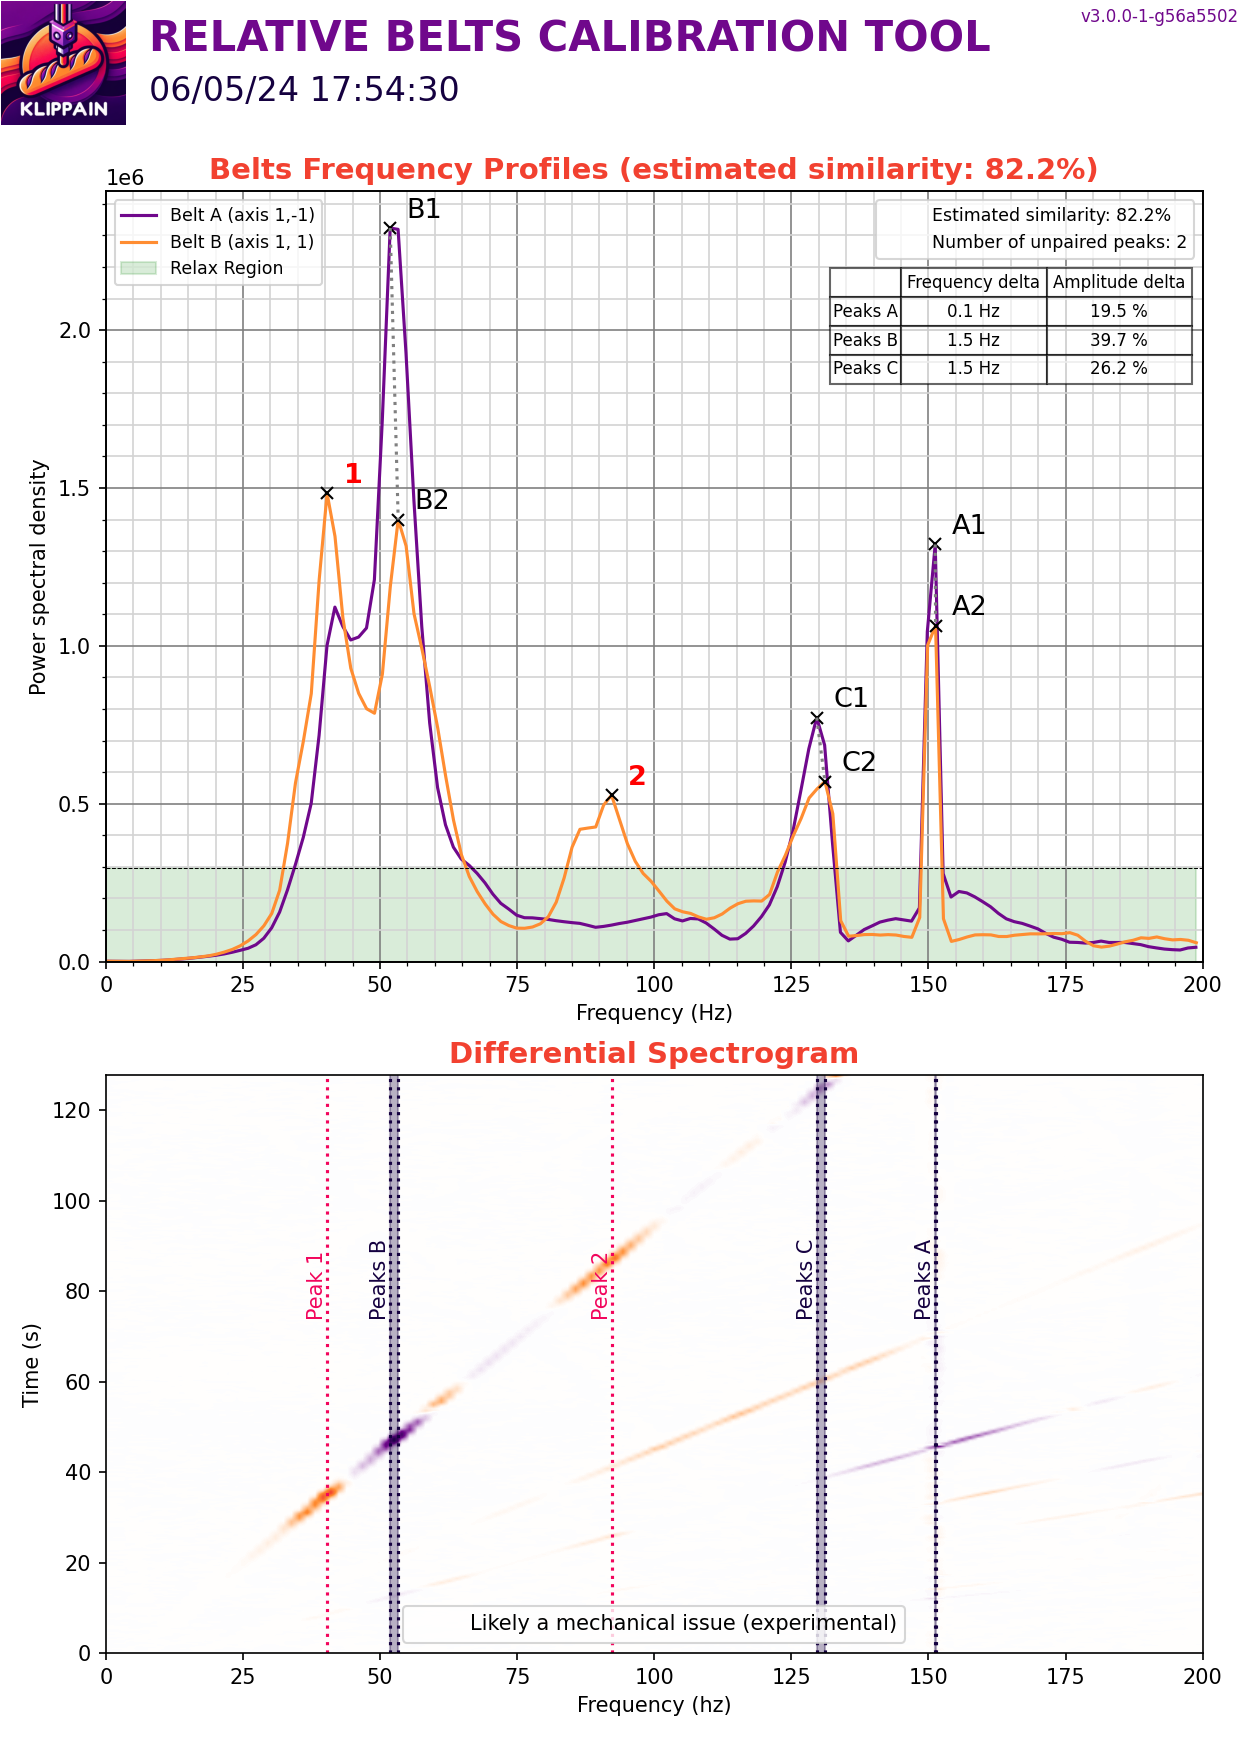 v3.0.0-1-g56a5502
RELATIVE BELTS CALIBRATION TOOL
06/05/24 17:54:30
KLIPPAIN
Belts Frequency Profiles (estimated similarity: 82.2%)
1e6
Belt A (axis 1,-1)
Belt B (axis 1, 1)
Relax Region
Estimated similarity: 82.2%
Number of unpaired peaks: 2
Frequency delta Amplitude delta
Peaks A 0.1 Hz 19.5 %
Peaks B 1.5 Hz 39.7 %
Peaks C 1.5 Hz 26.2 %
B1
1
B2
A1
A2
C1
C2
2
2.0
1.5
1.0
0.5
0.0
Power spectral density
0 25 50 75 100 125 150 175 200
Frequency (Hz)
Differential Spectrogram
120
100
80
60
40
20
0
Time (s)
Peak 1
Peaks B
Peak 2
Peaks C
Peaks A
Likely a mechanical issue (experimental)
0 25 50 75 100 125 150 175 200
Frequency (hz)